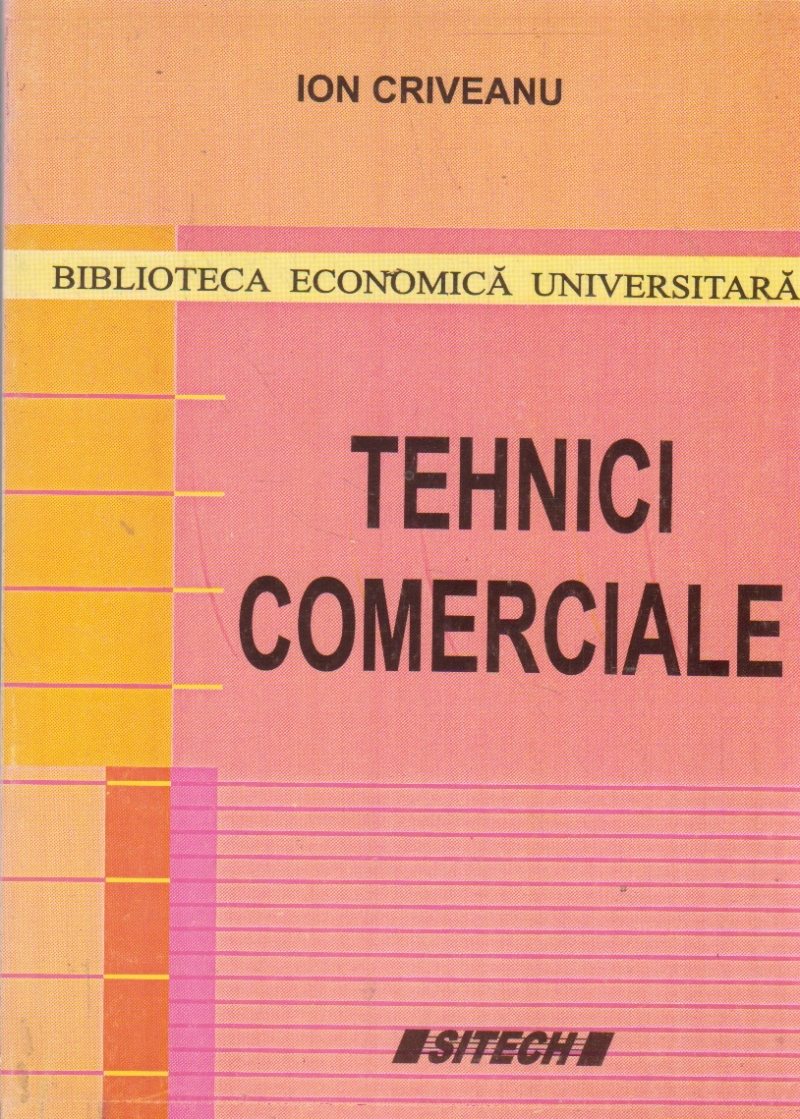 ION CRIVEANU
BIBLIOTECA ECONOMICĂ UNIVERSITARĂ
TEHNICI
COMERCIALE
SITECH